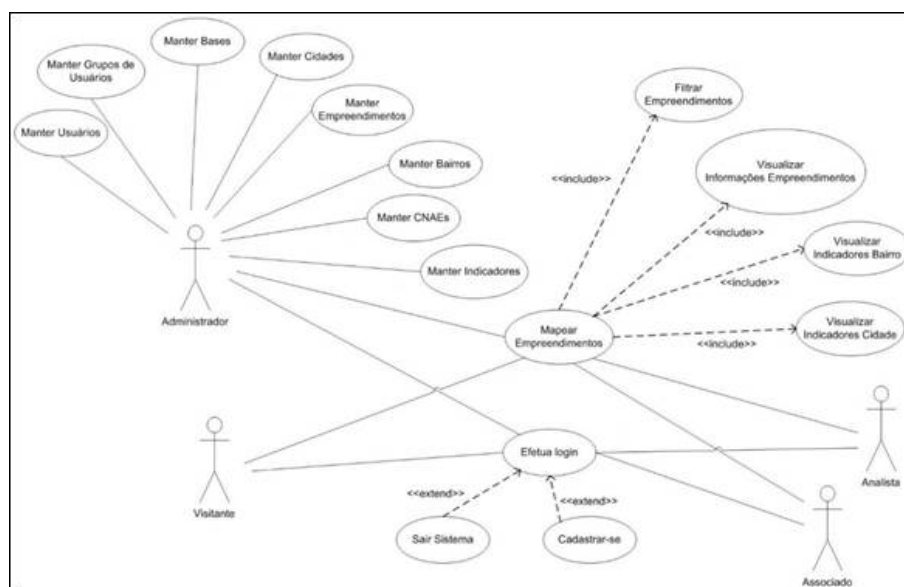 Manter Bases
Manter Cidades
Manter Grupos de
Usuários
Manter
Empreendimentos
Manter Usuários
Filtrar
Empreendimentos
Manter Bairros
Visualizar
Informações Empreendimentos
<<include>>
Manter CNAEs
<<include>>
Visualizar
Indicadores Bairro
Manter Indicadores
<<include>>
Administrador
Mapear
Empreendimentos
Visualizar
Indicadores Cidade
<<include>>
Efetua login
Analista
Visitante
<<extend>>
<<extend>>
Sair Sistema
Cadastrar-se
Associado